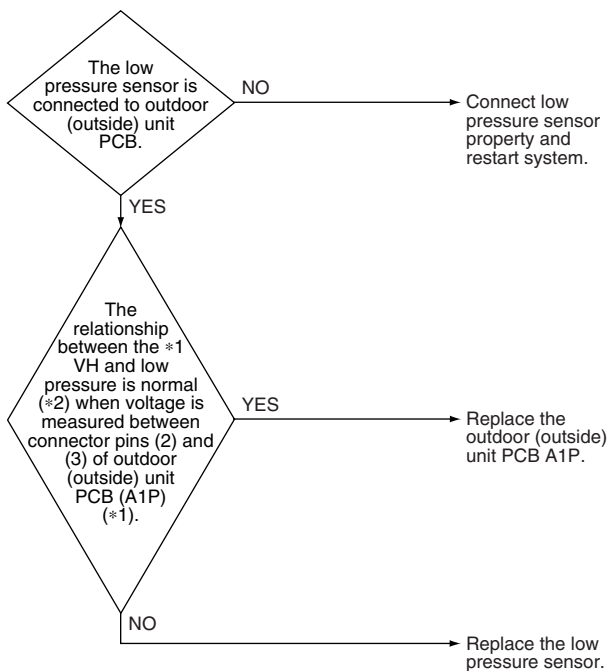 The low
pressure sensor is
connected to outdoor
(outside) unit
PCB.
NO
Connect low
pressure sensor
property and
restart system.
YES
The
relationship
between the *1
VH and low
pressure is normal
(*2) when voltage is
measured between
connector pins (2) and
(3) of outdoor
(outside) unit
PCB (A1P)
(*1).
YES
Replace the
outdoor (outside)
unit PCB A1P.
NO
Replace the low
pressure sensor.